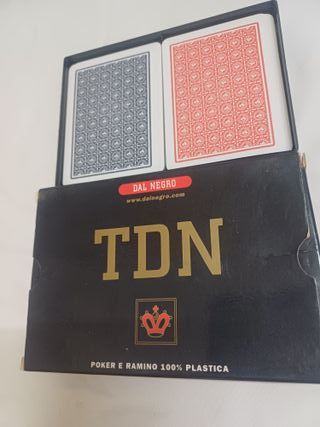 DAL NEGRO
www.dalnegro.com
TDN
POKER E RAMINO 100% PLASTICA